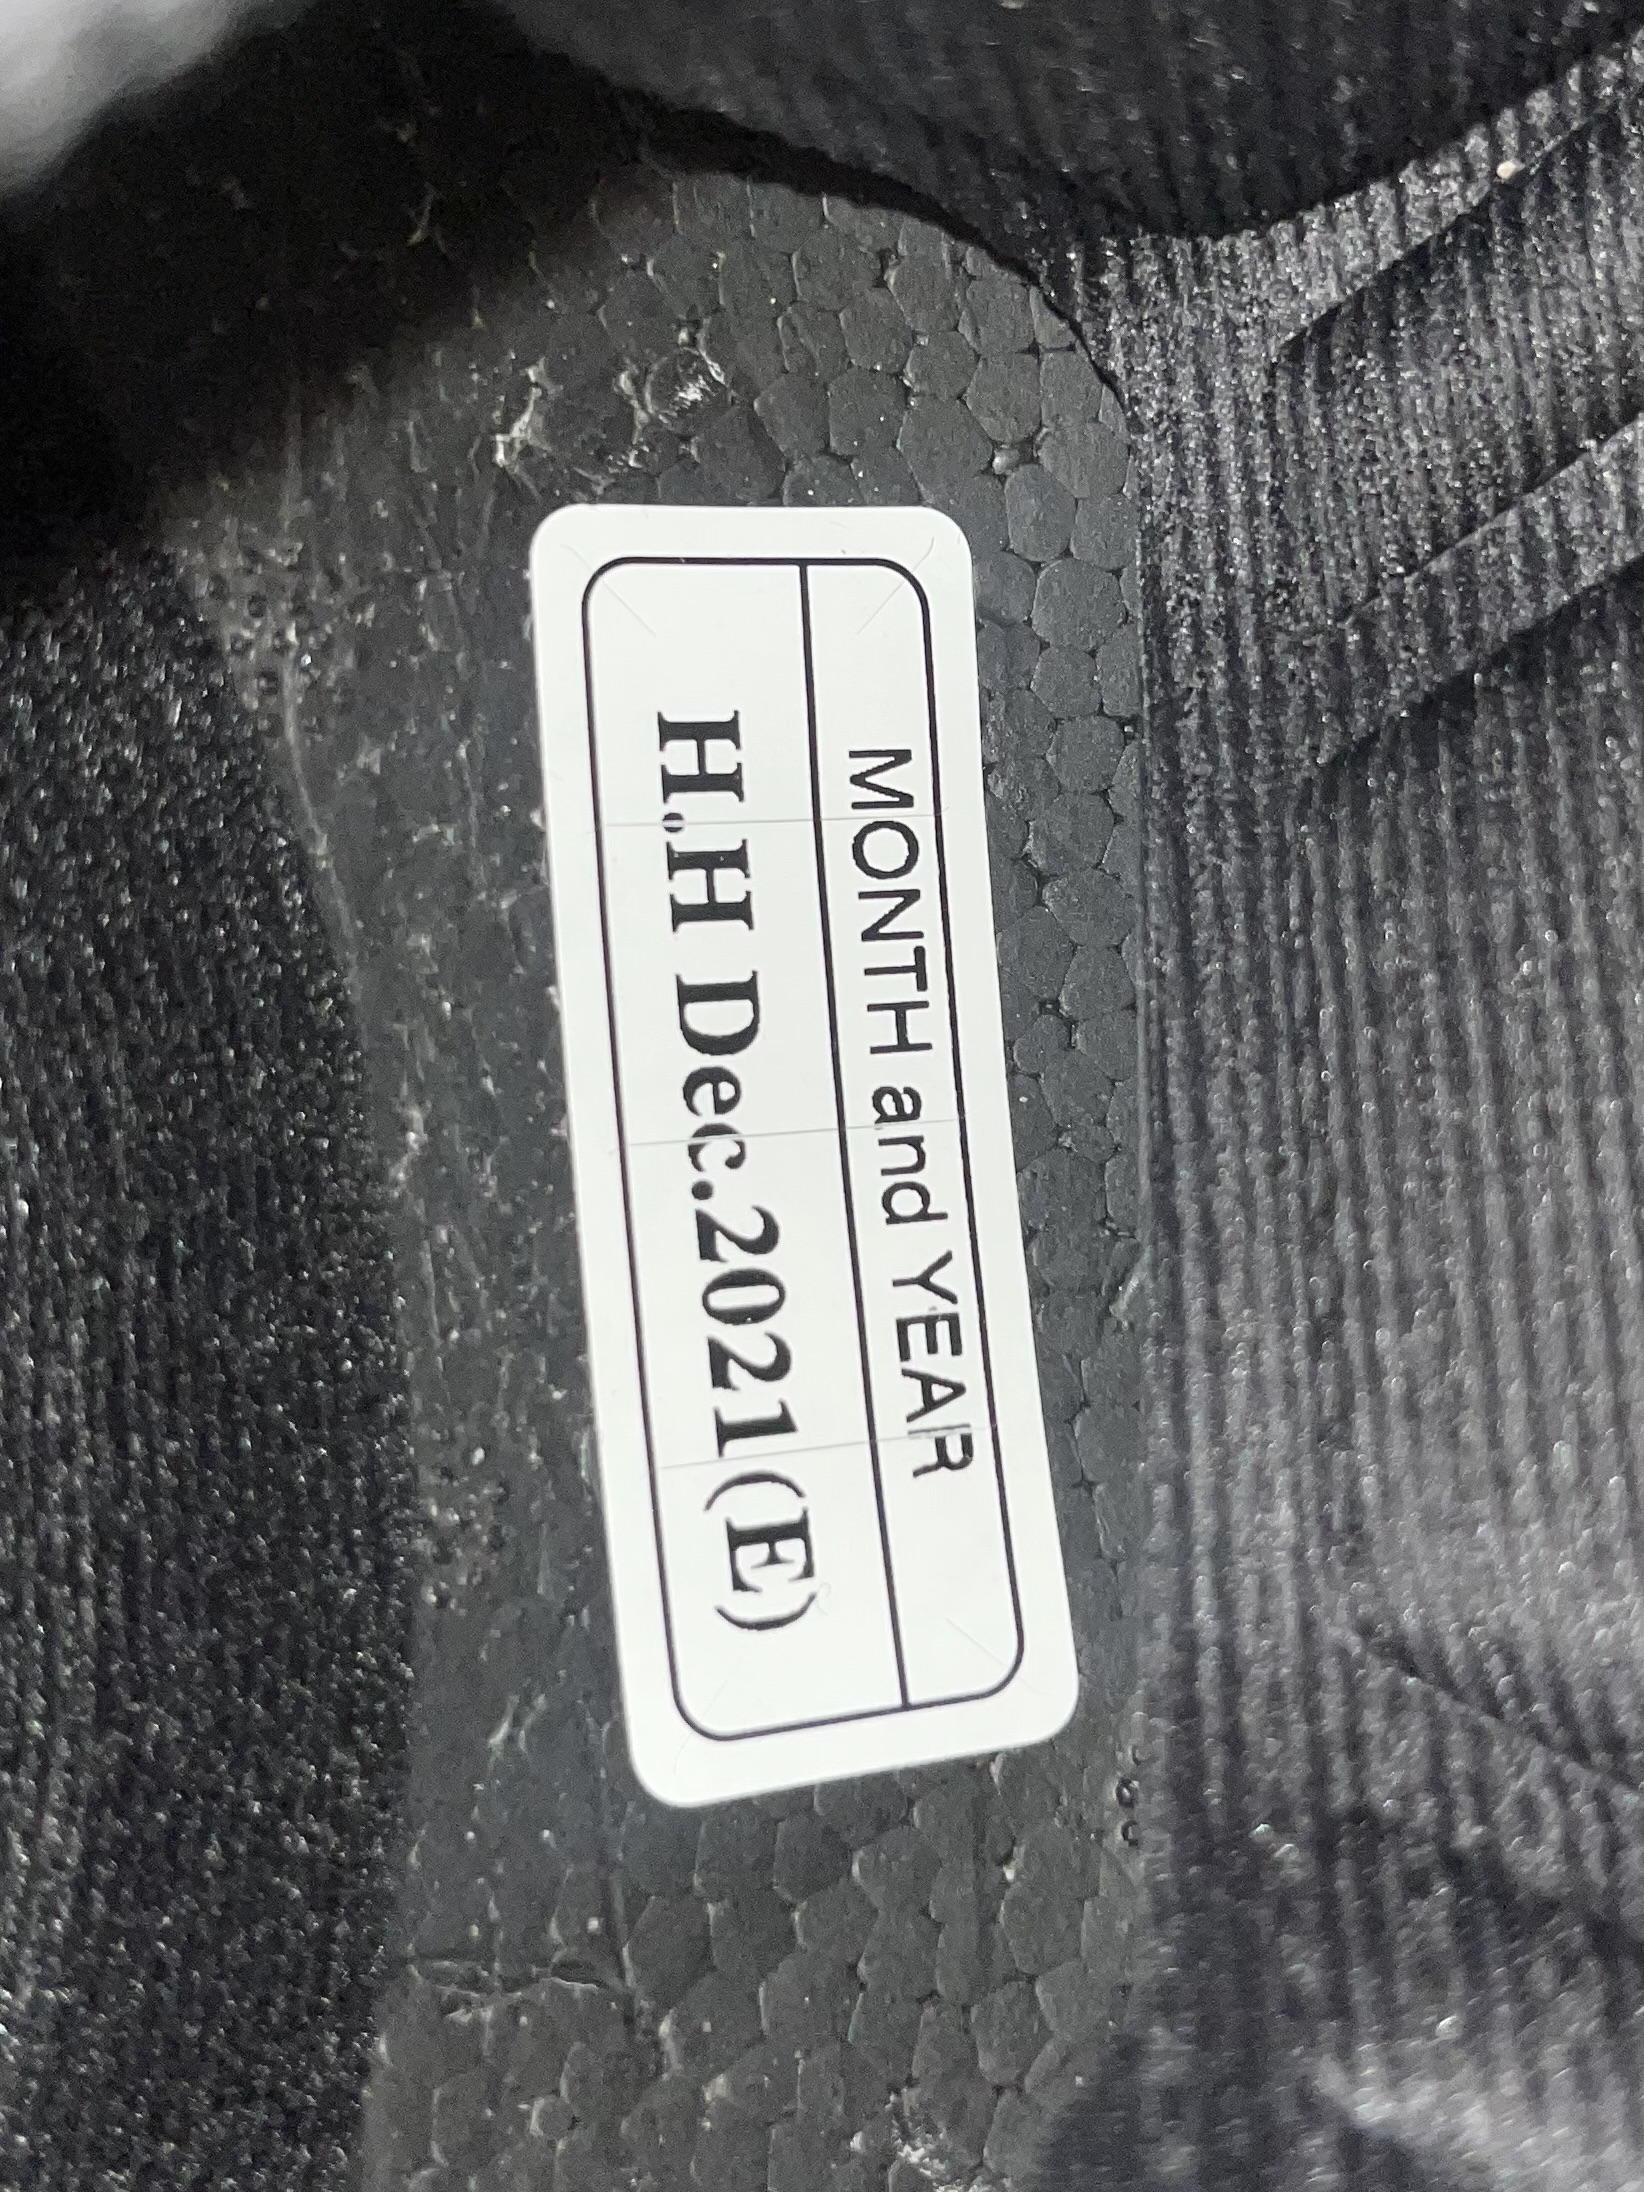 MONTH and YEAR
H.H Dec.2021(E)